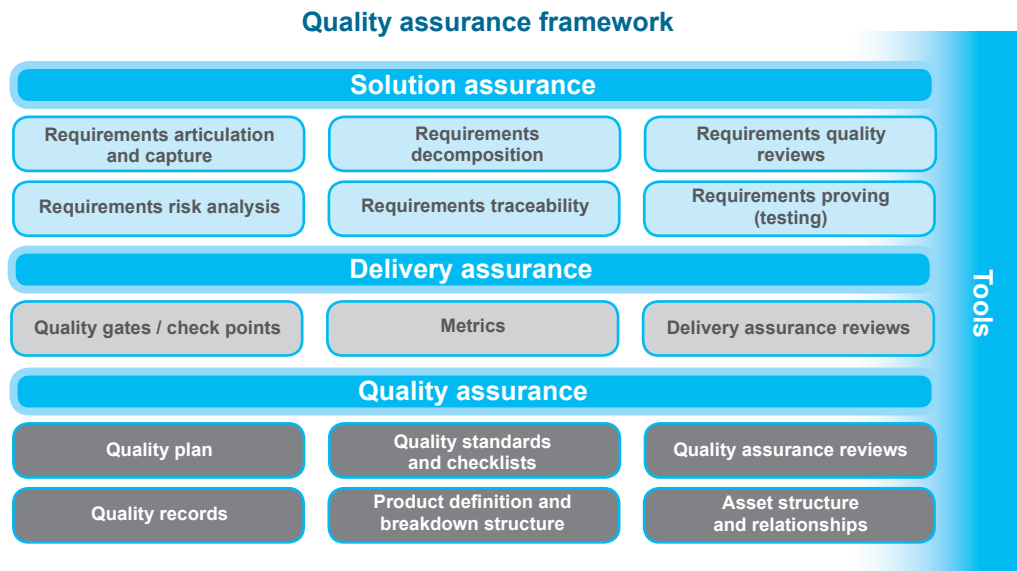 Quality assurance framework
Solution assurance
Requirements articulation
and capture
Requirements
decomposition
Requirements quality
reviews
Requirements risk analysis
Requirements traceability
Requirements proving
(testing)
Delivery assurance
Quality gates / check points
Metrics
Delivery assurance reviews
Quality assurance
Quality plan
Quality standards
and checklists
Quality assurance reviews
Quality records
Product definition and
breakdown structure
Asset structure
and relationships
Tools